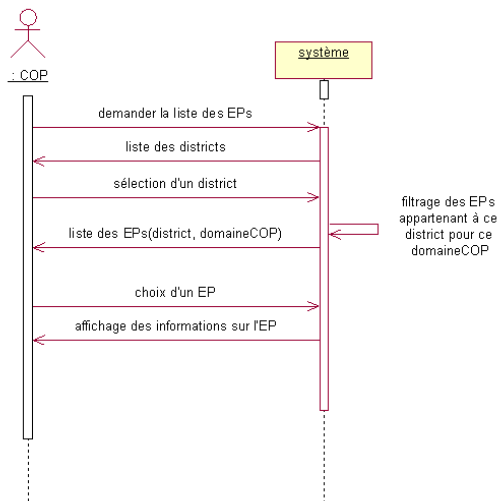 système
: COP
demander la liste des EPs
liste des districts
sélection d'un district
filtrage des EPs
appartenant à ce
district pour ce
domaineCOP
liste des EPs(district, domaineCOP)
choix d'un EP
affichage des informations sur l'EP